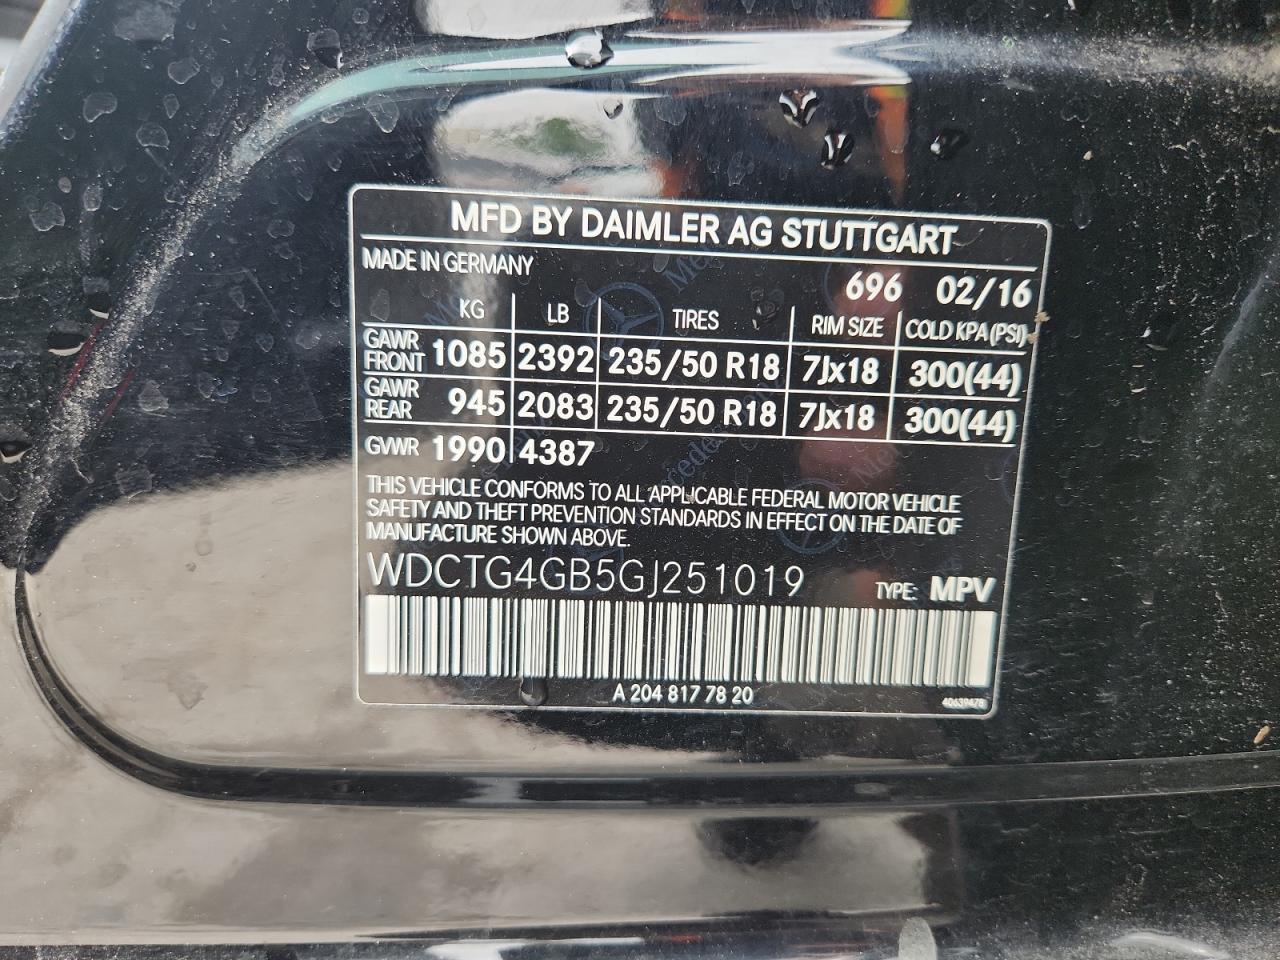 MFD BY DAIMLER AG STUTTGART
MADE IN GERMANY
696 02/16
KG LB TIRES RIM SIZE COLD KPA(PSI)
GAWR FRONT 1085 2392 235/50 R18 7Jx18 300(44)
GAWR REAR 945 2083 235/50 R18 7Jx18 300(44)
GVWR 1990 4387
THIS VEHICLE CONFORMS TO ALL APPLICABLE FEDERAL MOTOR VEHICLE
SAFETY AND THEFT PREVENTION STANDARDS IN EFFECT ON THE DATE OF
MANUFACTURE SHOWN ABOVE.
WDCTG4GB5GJ251019 TYPE: MPV
A 204 817 78 20
40639478